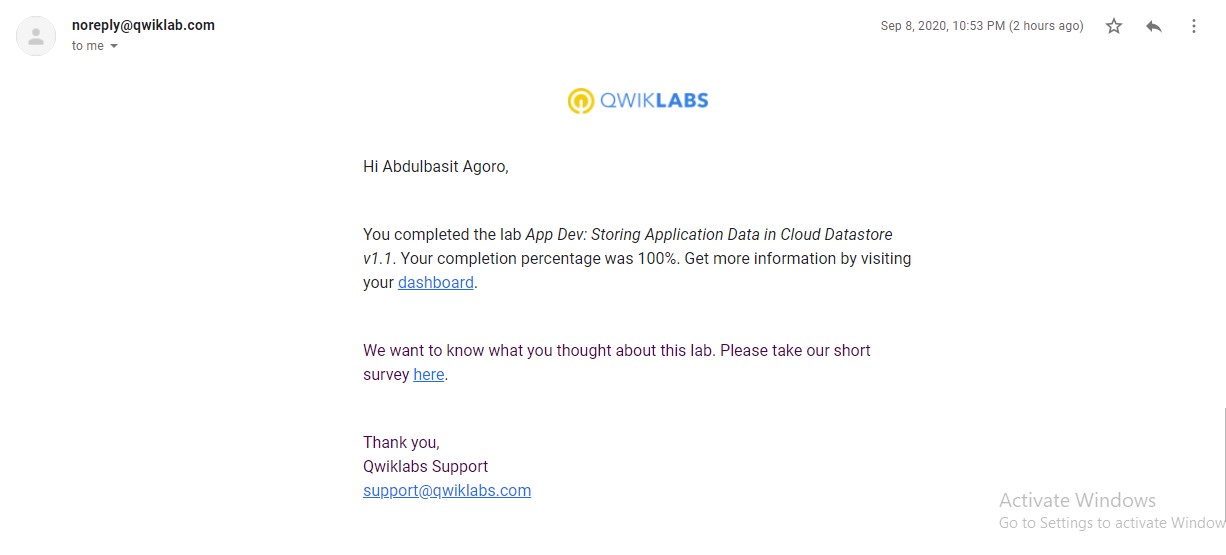 noreply@qwiklab.com
Sep 8, 2020, 10:53 PM (2 hours ago)
to me
QWIKLABS
Hi Abdulbasit Agoro,
You completed the lab App Dev: Storing Application Data in Cloud Datastore
v1.1. Your completion percentage was 100%. Get more information by visiting
your dashboard.
We want to know what you thought about this lab. Please take our short
survey here.
Thank you,
Qwiklabs Support
support@qwiklabs.com
Activate Windows
Go to Settings to activate Window